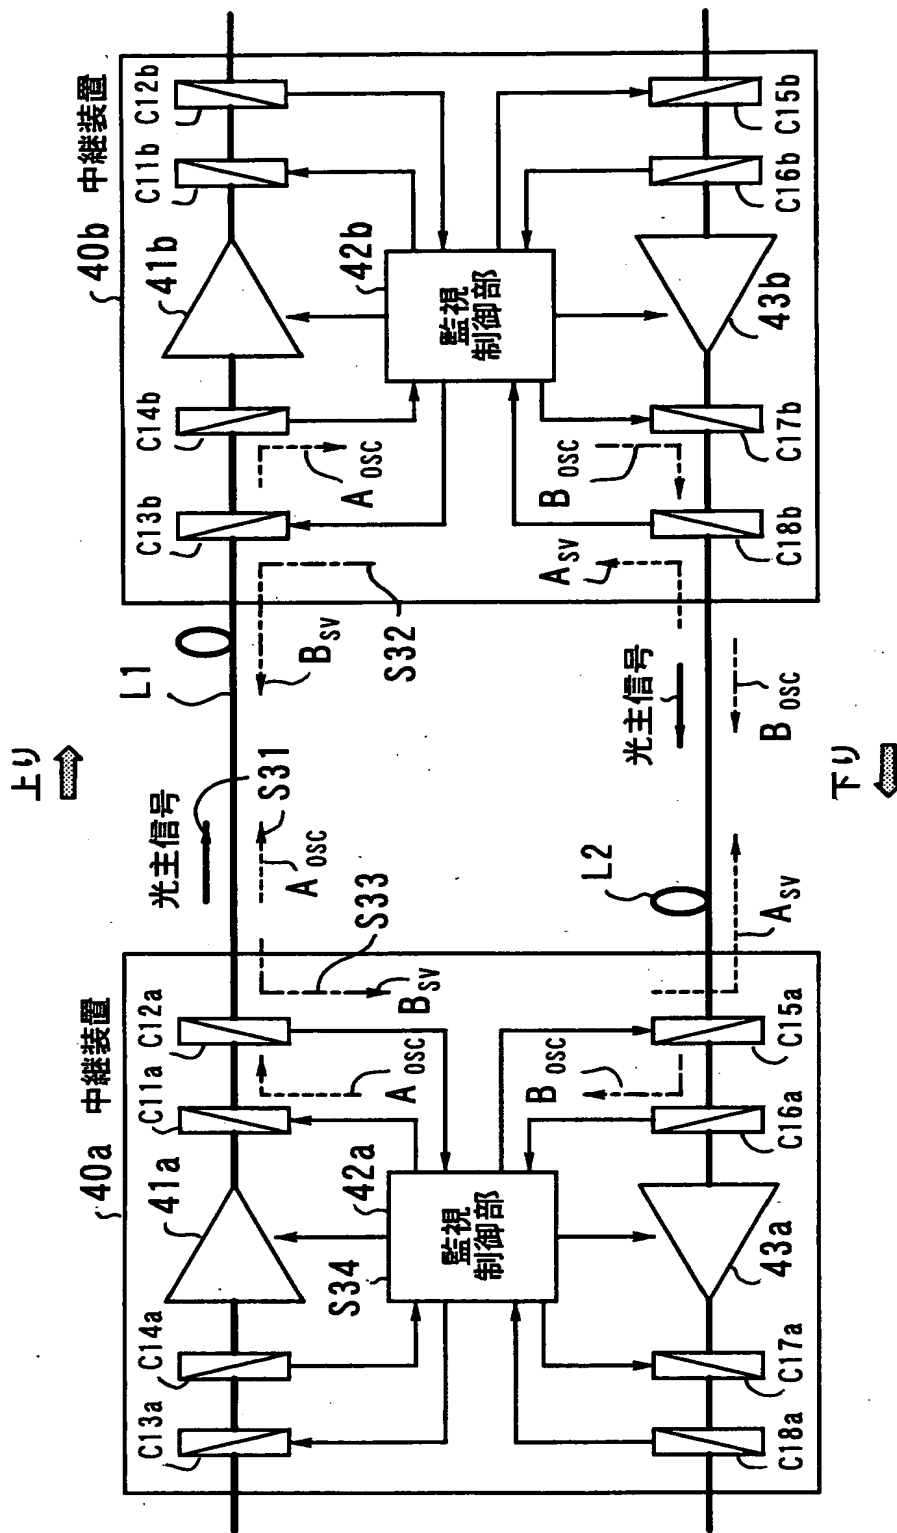 上り
下り
40a 中継装置
40b 中継装置
C13a
C14a
41a
C11a
C12a
光主信号
S31
L1
C13b
C14b
41b
C11b
C12b
A OSC
S33
B SV
A OSC
B SV
S32
A OSC
S34
42a
監視
制御部
42b
監視
制御部
B OSC
L2
光主信号
A SV
B OSC
A SV
B OSC
C18a
C17a
43a
C16a
C15a
C18b
C17b
43b
C16b
C15b